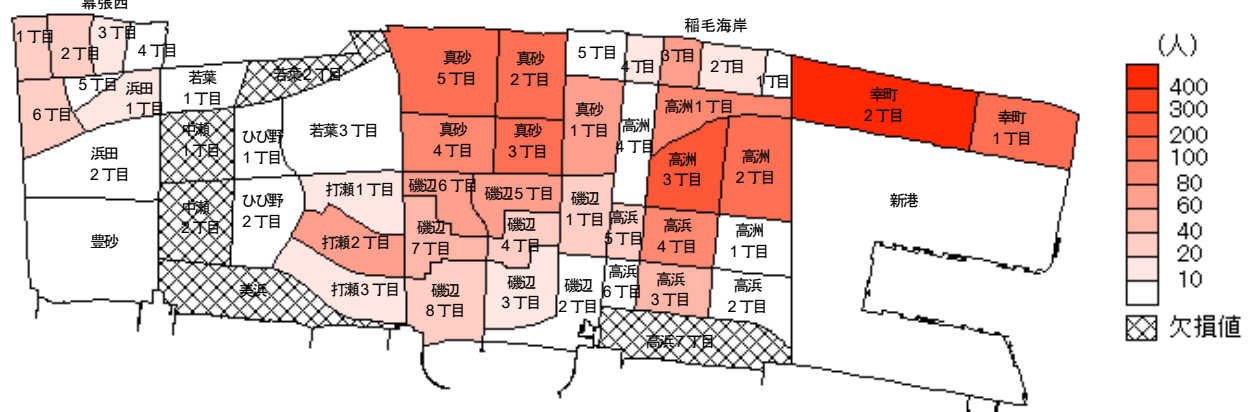 幕張西
1丁目
2丁目
3丁目
4丁目
5丁目
6丁目
浜田
1丁目
浜田
2丁目
豊砂
若葉
1丁目
若葉2丁目
若葉3丁目
中瀬
1丁目
中瀬
2丁目
ひび野
1丁目
ひび野
2丁目
美浜
打瀬1丁目
打瀬2丁目
打瀬3丁目
真砂
5丁目
真砂
2丁目
真砂
4丁目
真砂
3丁目
真砂
1丁目
磯辺6丁目
磯辺5丁目
磯辺
7丁目
磯辺
4丁目
磯辺
1丁目
磯辺
8丁目
磯辺
3丁目
磯辺
2丁目
稲毛海岸
5丁目
4丁目
3丁目
2丁目
1丁目
高洲1丁目
高洲
4丁目
高洲
3丁目
高洲
2丁目
高浜
5丁目
高浜
4丁目
高洲
1丁目
高浜
6丁目
高浜
3丁目
高浜
2丁目
高浜7丁目
幸町
2丁目
幸町
1丁目
新港
(人)
400
300
200
100
80
60
40
20
10
欠損値